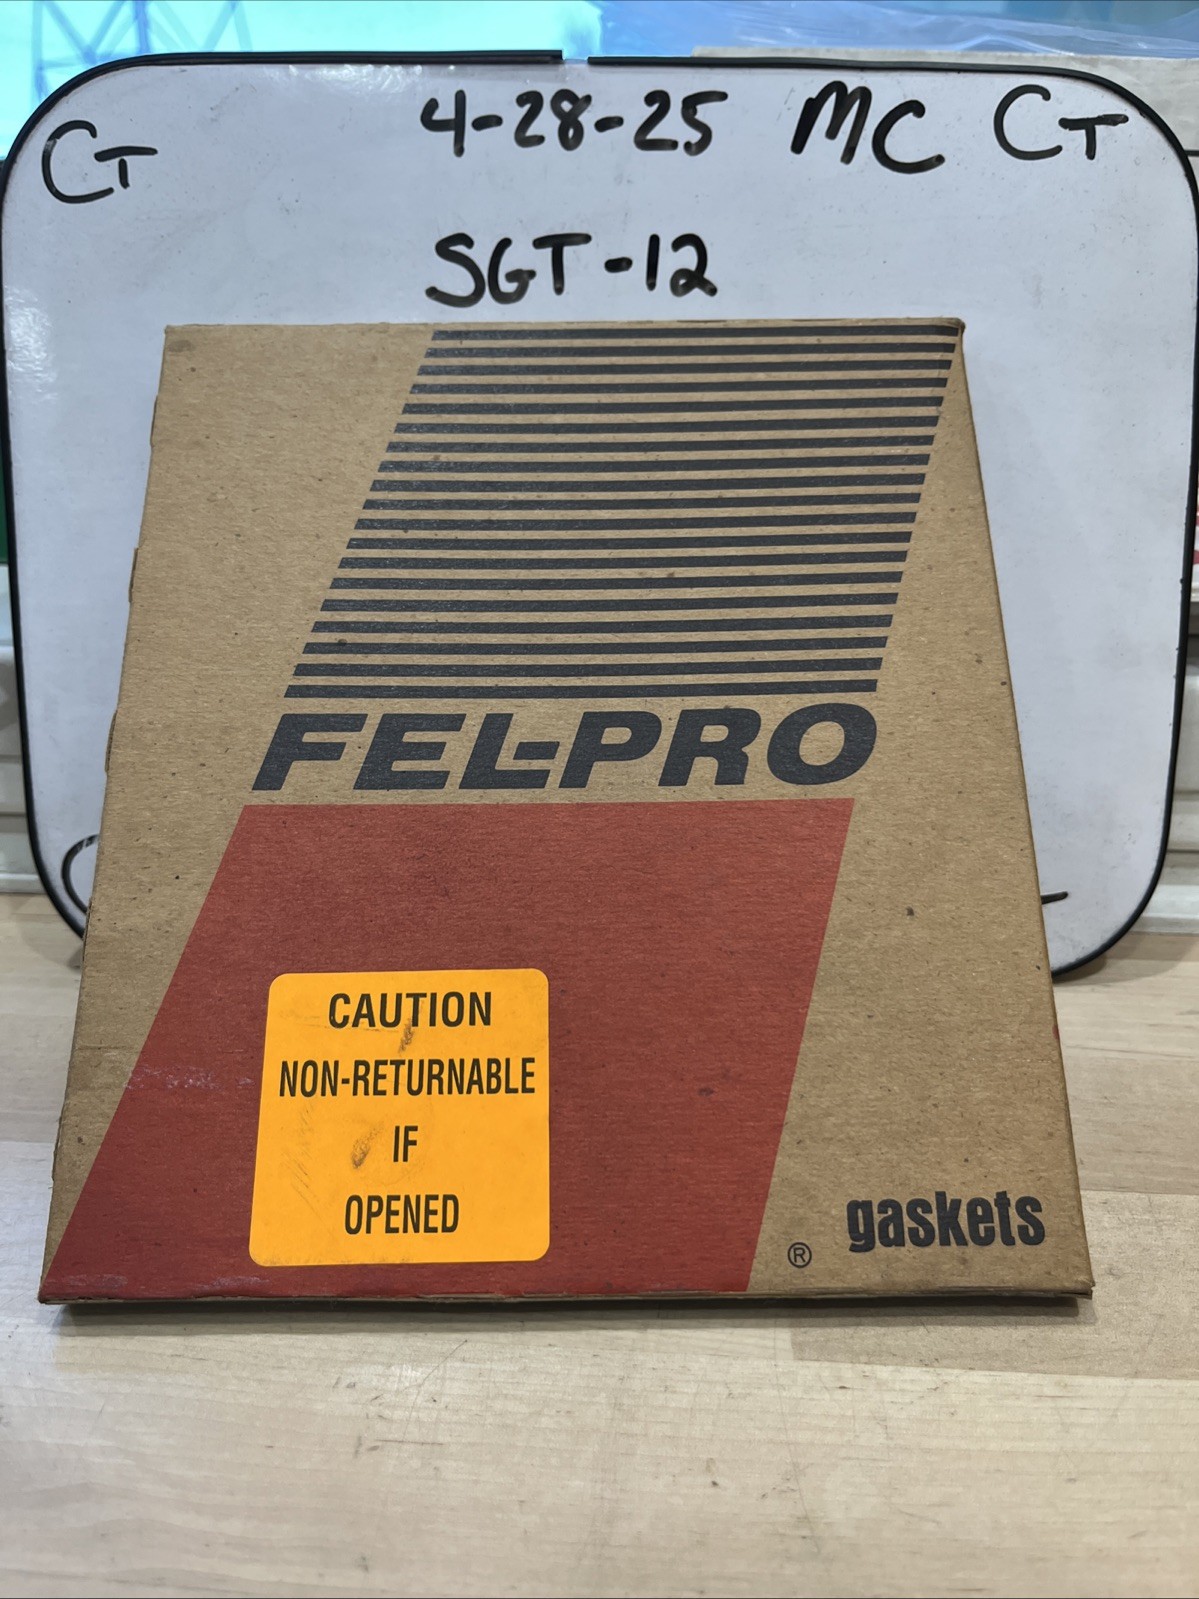 CT 4-28-25 MC CT
SGT-12
FEL-PRO
CAUTION
NON-RETURNABLE
IF
OPENED
® gaskets